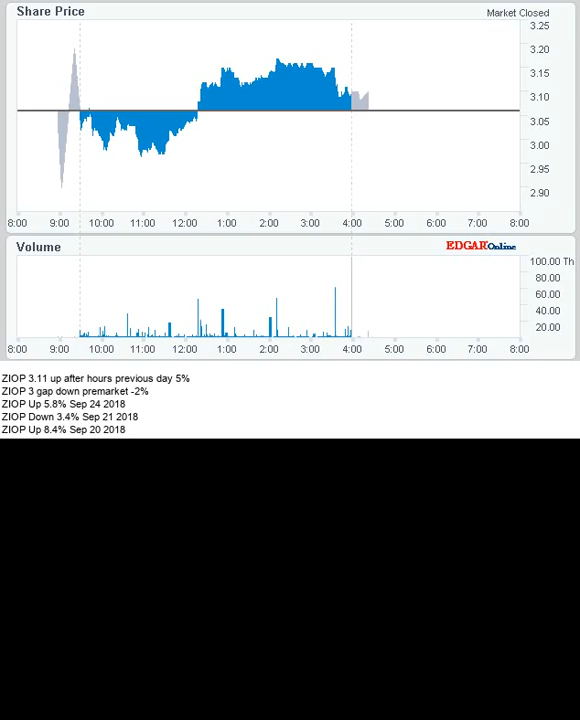 Share Price
Market Closed
3.25
3.20
3.15
3.10
3.05
3.00
2.95
2.90
8:00 9:00 10:00 11:00 12:00 1:00 2:00 3:00 4:00 5:00 6:00 7:00 8:00
Volume
EDGAR Online
100.00 Th
80.00
60.00
40.00
20.00
8:00 9:00 10:00 11:00 12:00 1:00 2:00 3:00 4:00 5:00 6:00 7:00 8:00
ZIOP 3.11 up after hours previous day 5%
ZIOP 3 gap down premarket -2%
ZIOP Up 5.8% Sep 24 2018
ZIOP Down 3.4% Sep 21 2018
ZIOP Up 8.4% Sep 20 2018